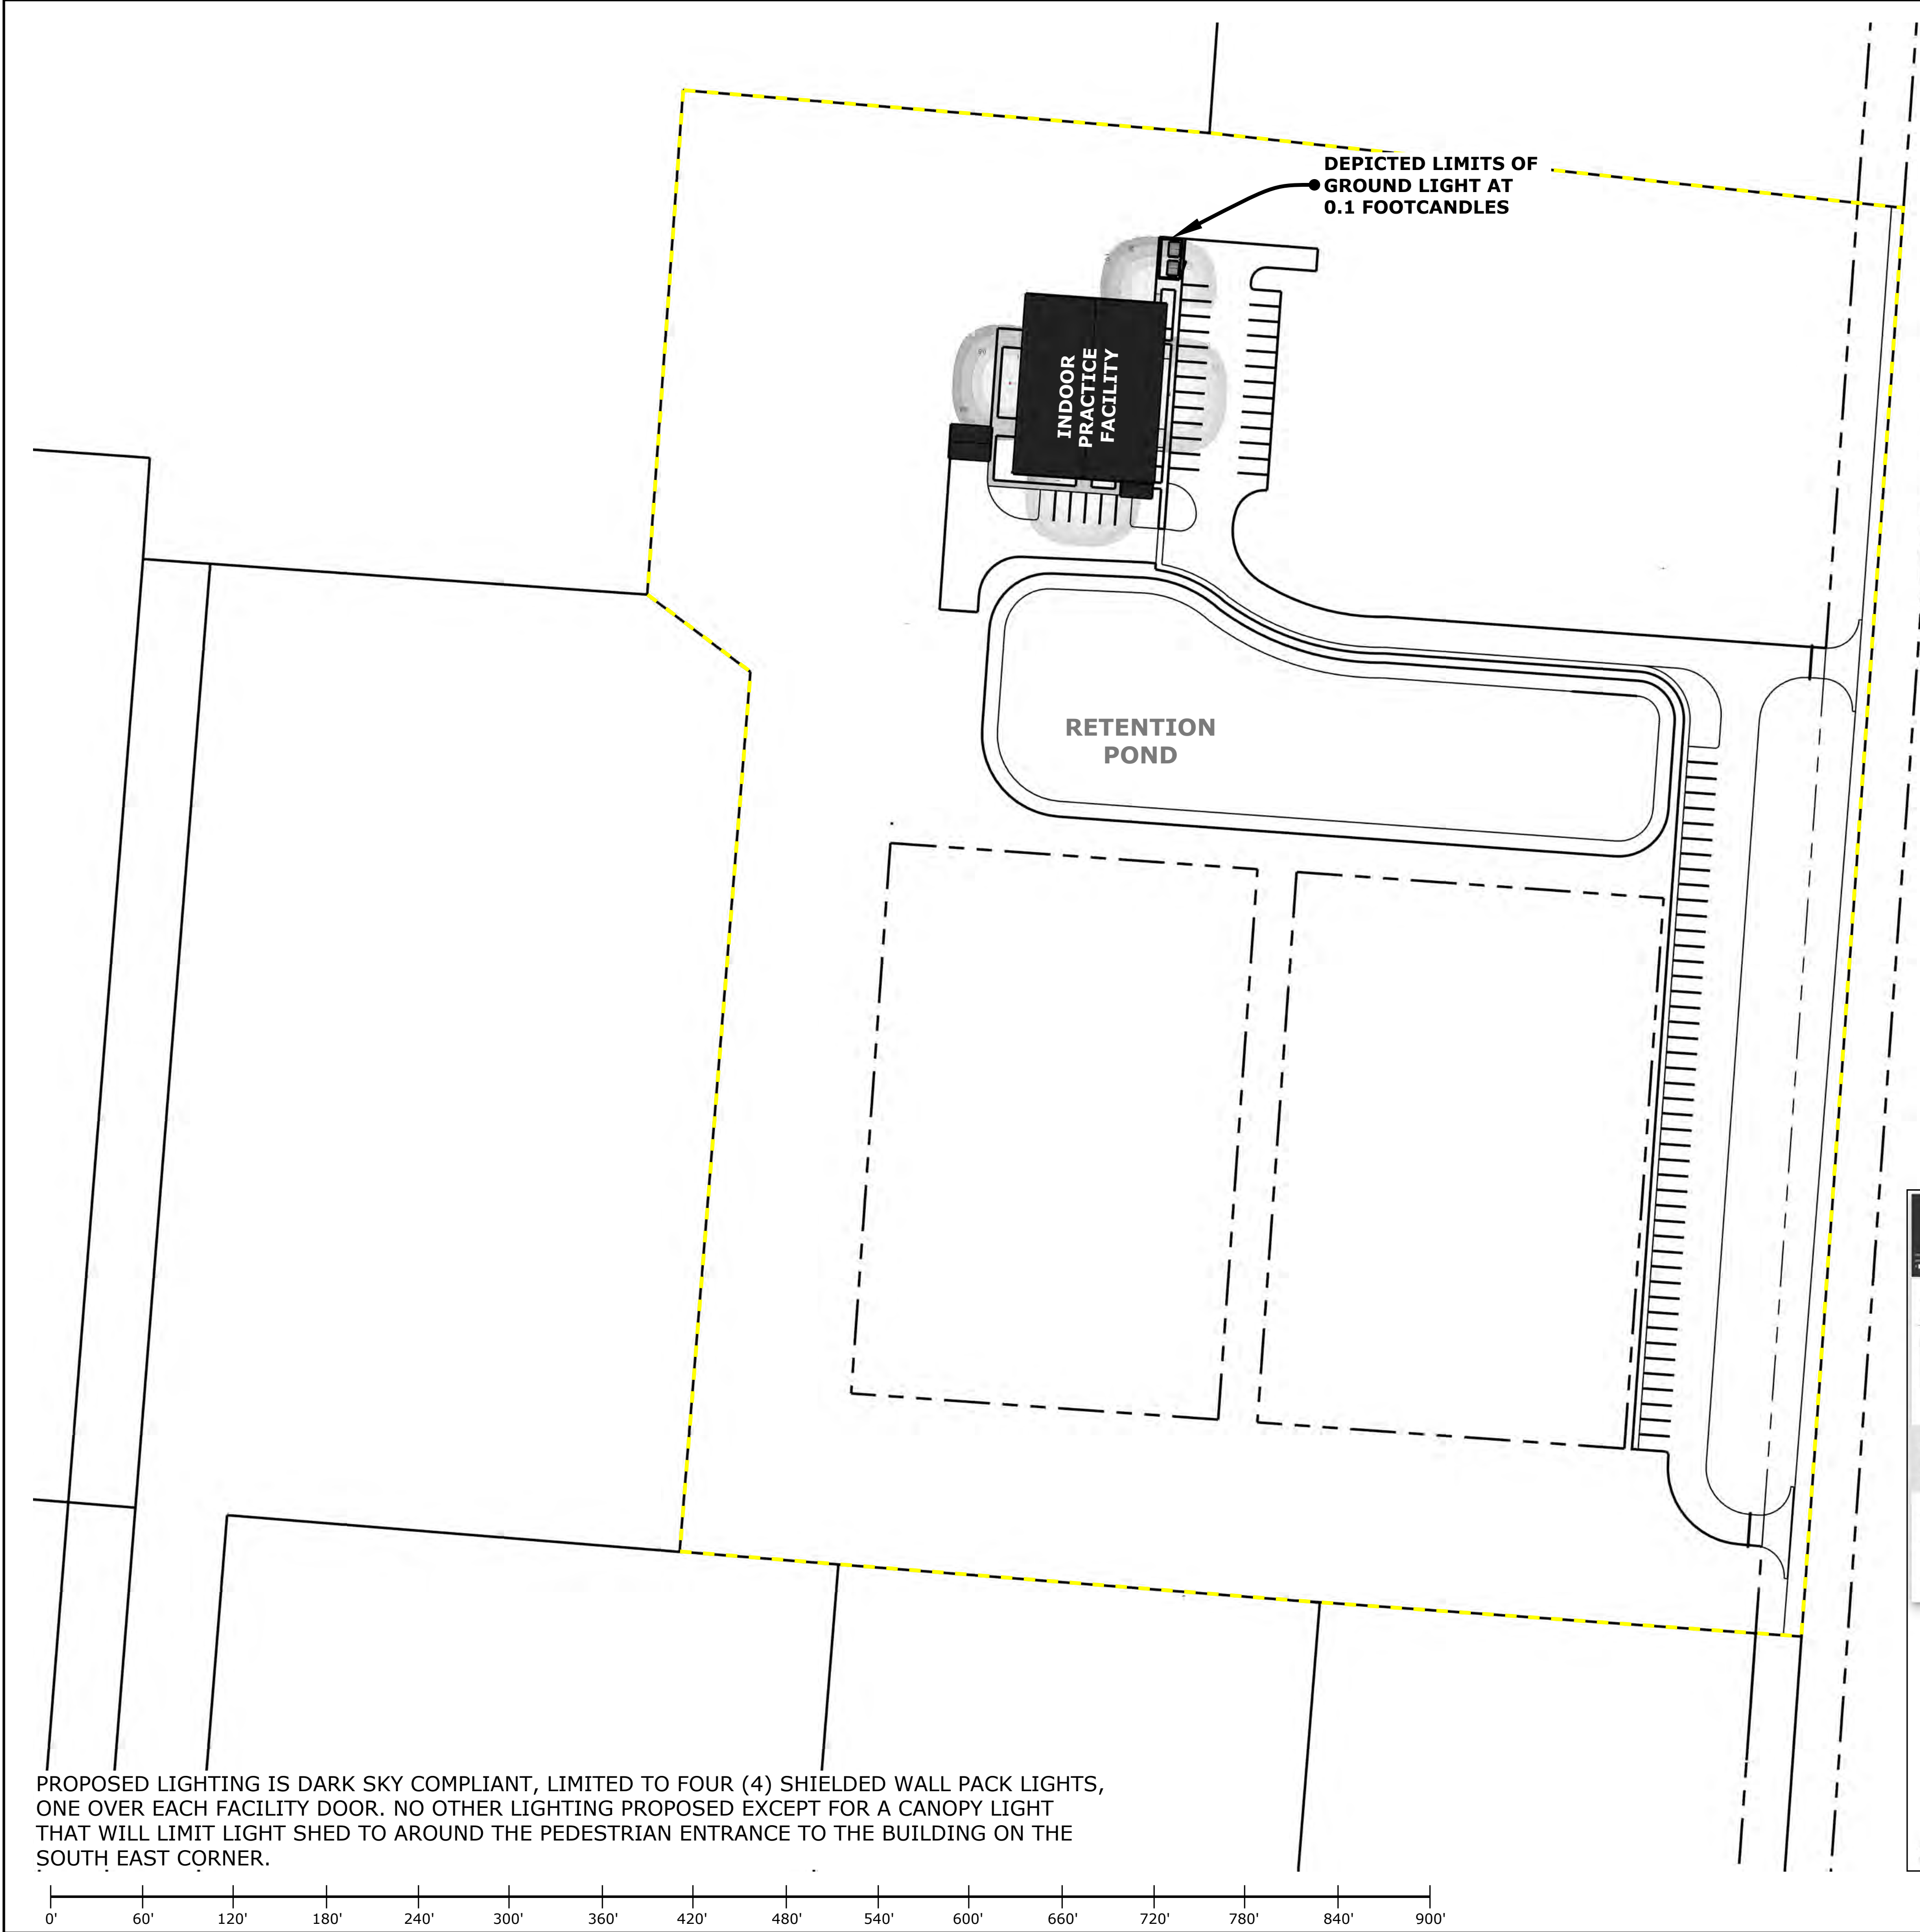 DEPICTED LIMITS OF
GROUND LIGHT AT
0.1 FOOTCANDLES
INDOOR
PRACTICE
FACILITY
RETENTION
POND
PROPOSED LIGHTING IS DARK SKY COMPLIANT, LIMITED TO FOUR (4) SHIELDED WALL PACK LIGHTS,
ONE OVER EACH FACILITY DOOR. NO OTHER LIGHTING PROPOSED EXCEPT FOR A CANOPY LIGHT
THAT WILL LIMIT LIGHT SHED TO AROUND THE PEDESTRIAN ENTRANCE TO THE BUILDING ON THE
SOUTH EAST CORNER.
0' 60' 120' 180' 240' 300' 360' 420' 480' 540' 600' 660' 720' 780' 840' 900'